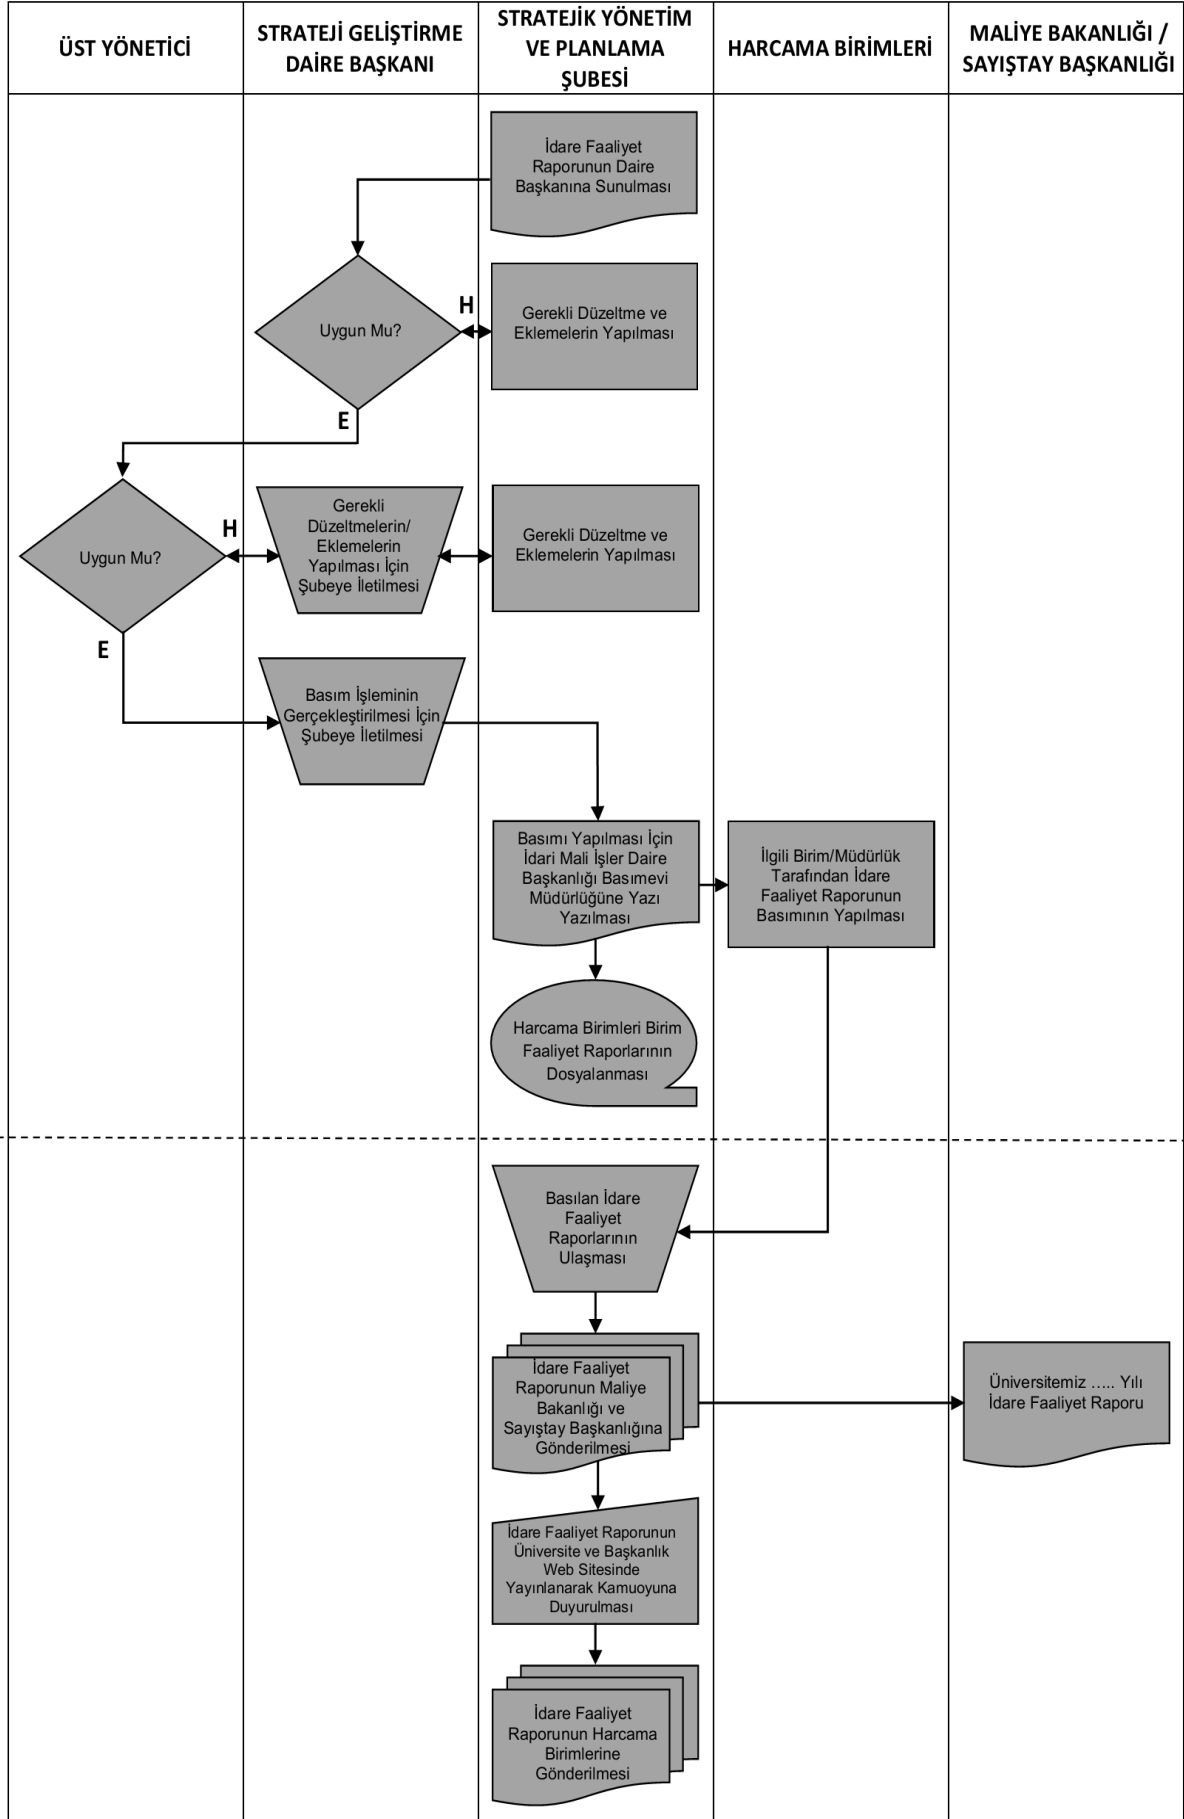 ÜST YÖNETİCİ
STRATEJİ GELİŞTİRME
DAİRE BAŞKANI
STRATEJİK YÖNETİM
VE PLANLAMA
ŞUBESİ
HARCAMA BİRİMLERİ
MALİYE BAKANLIĞI /
SAYIŞTAY BAŞKANLIĞI
İdare Faaliyet
Raporunun Daire
Başkanına Sunulması
Uygun Mu?
H
Gerekli Düzeltme ve
Eklemelerin Yapılması
E
Uygun Mu?
H
Gerekli
Düzeltmelerin/
Eklemelerin
Yapılması İçin
Şubeye İletilmesi
Gerekli Düzeltme ve
Eklemelerin Yapılması
E
Basım İşleminin
Gerçekleştirilmesi İçin
Şubeye İletilmesi
Basımı Yapılması İçin
İdari Mali İşler Daire
Başkanlığı Basımevi
Müdürlüğüne Yazı
Yazılması
İlgili Birim/Müdürlük
Tarafından İdare
Faaliyet Raporunun
Basımının Yapılması
Harcama Birimleri Birim
Faaliyet Raporlarının
Dosyalanması
Basılan İdare
Faaliyet
Raporlarının
Ulaşması
İdare Faaliyet
Raporunun Maliye
Bakanlığı ve
Sayıştay Başkanlığına
Gönderilmesi
Üniversitemiz ..... Yılı
İdare Faaliyet Raporu
İdare Faaliyet Raporunun
Üniversite ve Başkanlık
Web Sitesinde
Yayınlanarak Kamuoyuna
Duyurulması
İdare Faaliyet
Raporunun Harcama
Birimlerine
Gönderilmesi